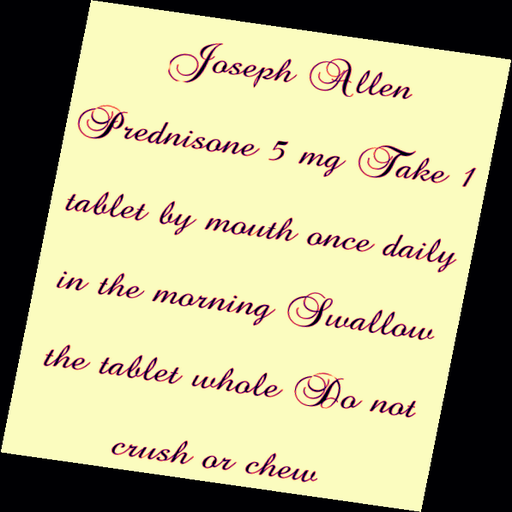 Joseph Allen
Prednisone 5 mg Take 1
tablet by mouth once daily
in the morning Swallow
the tablet whole Do not
crush or chew